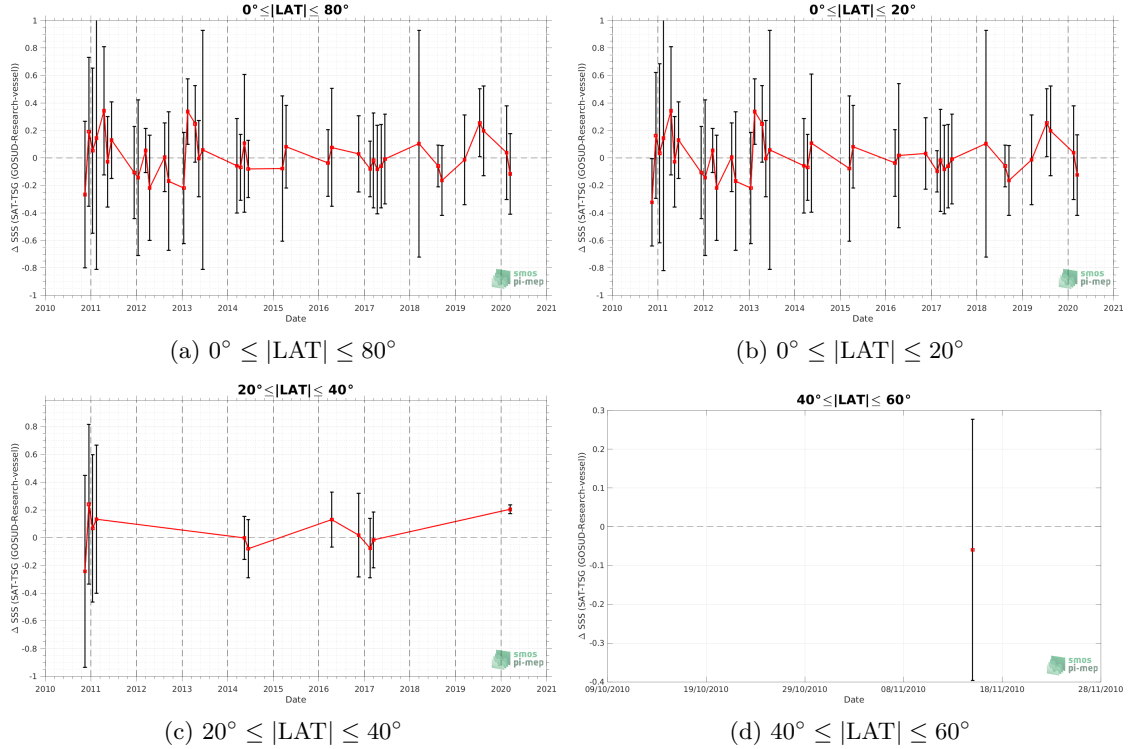 0°≤|LAT|≤ 80°
Δ SSS (SAT-TSG (GOSUD-Research-vessel))
1
0.8
0.6
0.4
0.2
0
-0.2
-0.4
-0.6
-0.8
-1
2010 2011 2012 2013 2014 2015 2016 2017 2018 2019 2020 2021
Date
smos
pi-mep
(a) 0° ≤ |LAT| ≤ 80°
0°≤|LAT|≤ 20°
Δ SSS (SAT-TSG (GOSUD-Research-vessel))
1
0.8
0.6
0.4
0.2
0
-0.2
-0.4
-0.6
-0.8
-1
2010 2011 2012 2013 2014 2015 2016 2017 2018 2019 2020 2021
Date
smos
pi-mep
(b) 0° ≤ |LAT| ≤ 20°
20°≤|LAT|≤ 40°
Δ SSS (SAT-TSG (GOSUD-Research-vessel))
0.8
0.6
0.4
0.2
0
-0.2
-0.4
-0.6
-0.8
-1
2010 2011 2012 2013 2014 2015 2016 2017 2018 2019 2020 2021
Date
smos
pi-mep
(c) 20° ≤ |LAT| ≤ 40°
40°≤|LAT|≤ 60°
Δ SSS (SAT-TSG (GOSUD-Research-vessel))
0.3
0.2
0.1
0
-0.1
-0.2
-0.3
-0.4
09/10/2010 19/10/2010 29/10/2010 08/11/2010 18/11/2010 28/11/2010
Date
smos
pi-mep
(d) 40° ≤ |LAT| ≤ 60°